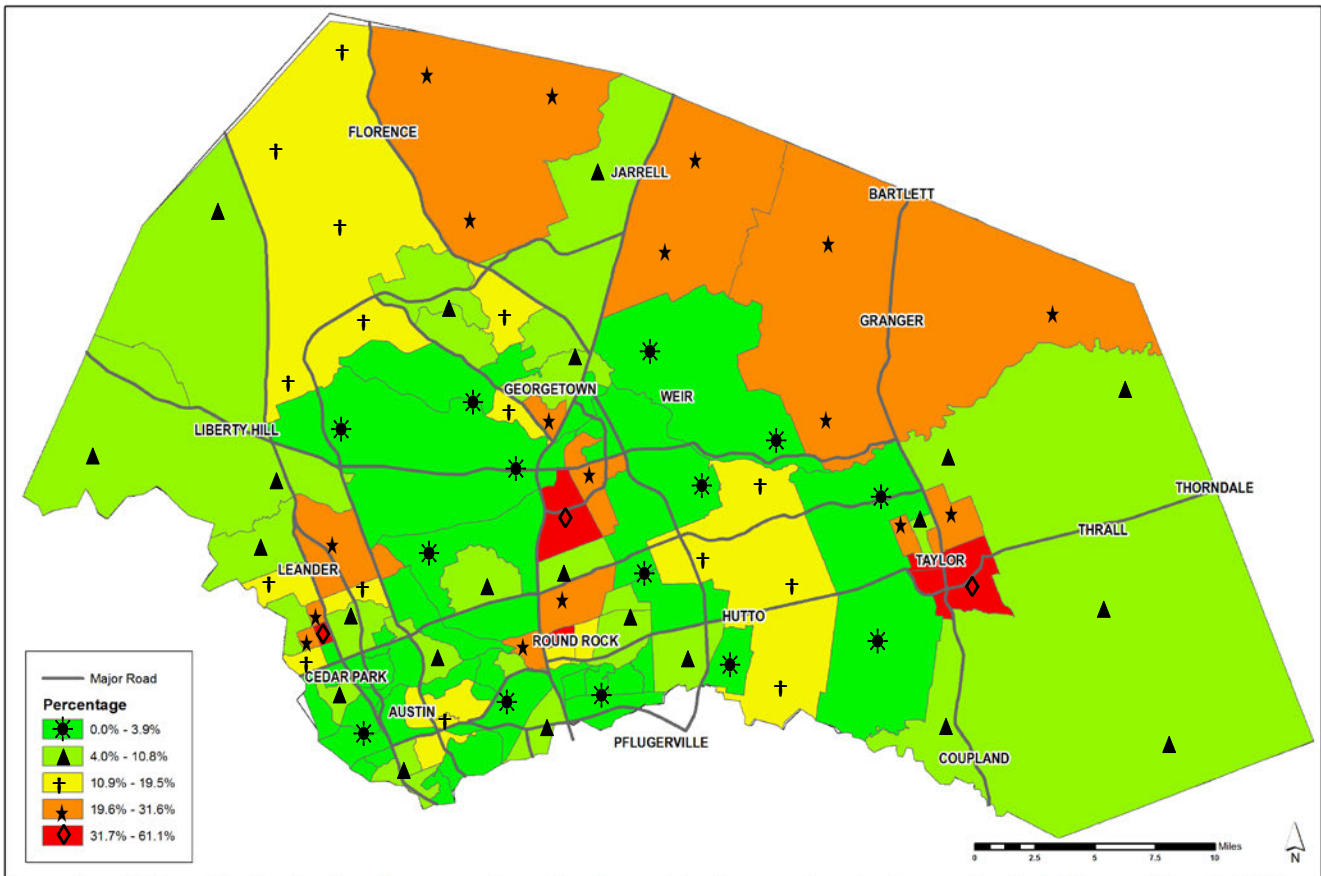 FLORENCE
JARRELL
BARTLETT
GRANGER
GEORGETOWN
WEIR
LIBERTY HILL
THORNDALE
THRALL
LEANDER
TAYLOR
HUTTO
ROUND ROCK
CEDAR PARK
AUSTIN
PFLUGERVILLE
COUPLAND
Major Road
Percentage
0.0% - 3.9%
4.0% - 10.8%
10.9% - 19.5%
19.6% - 31.6%
31.7% - 61.1%
Miles
0 2.5 5 7.5 10
N